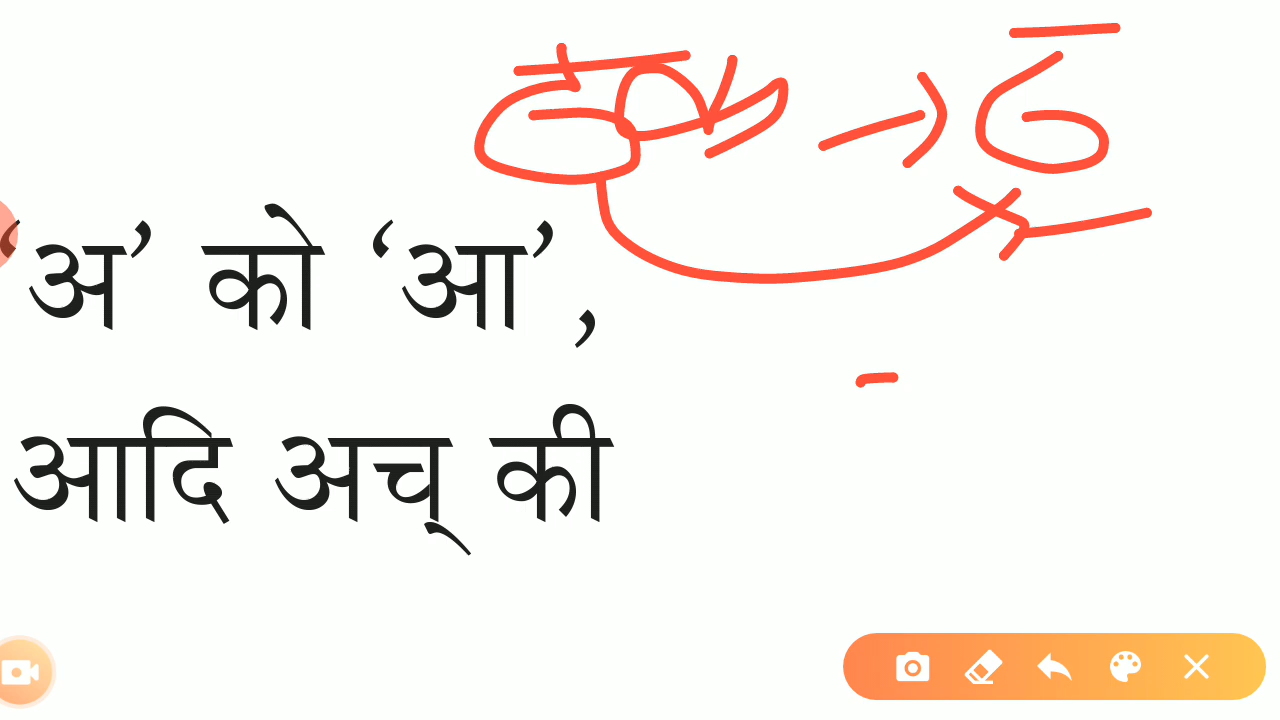 ‘अ’ को ‘आ’,
आदि अच् की